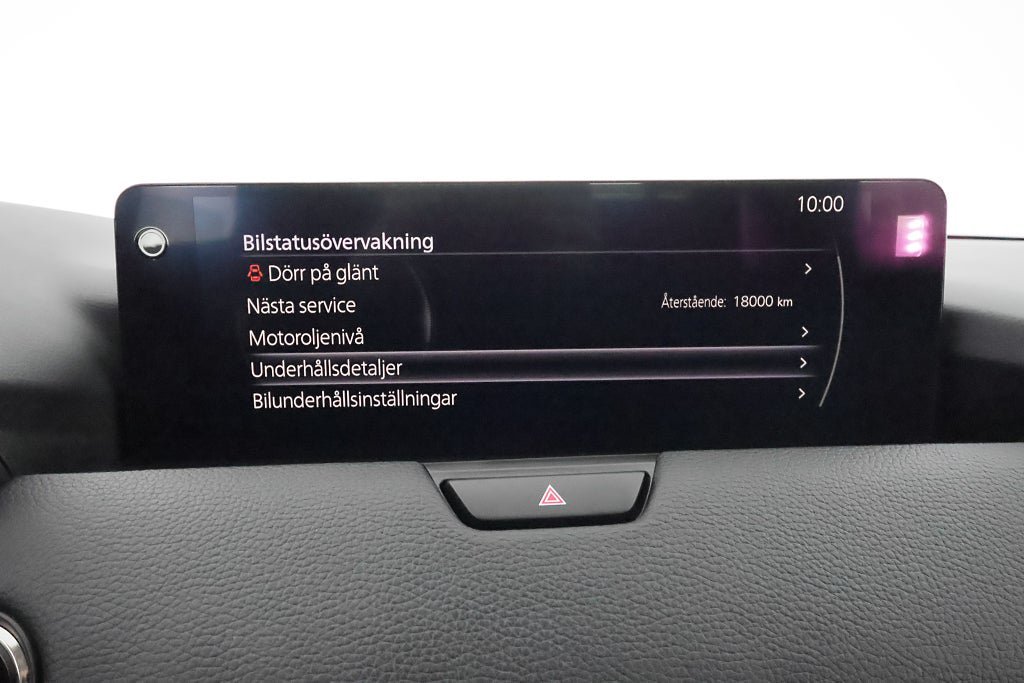 10:00
Bilstatusövervakning
Dörr på glänt
Nästa service Återstående: 18000 km
Motoroljenivå
Underhållsdetaljer
Bilunderhållsinställningar